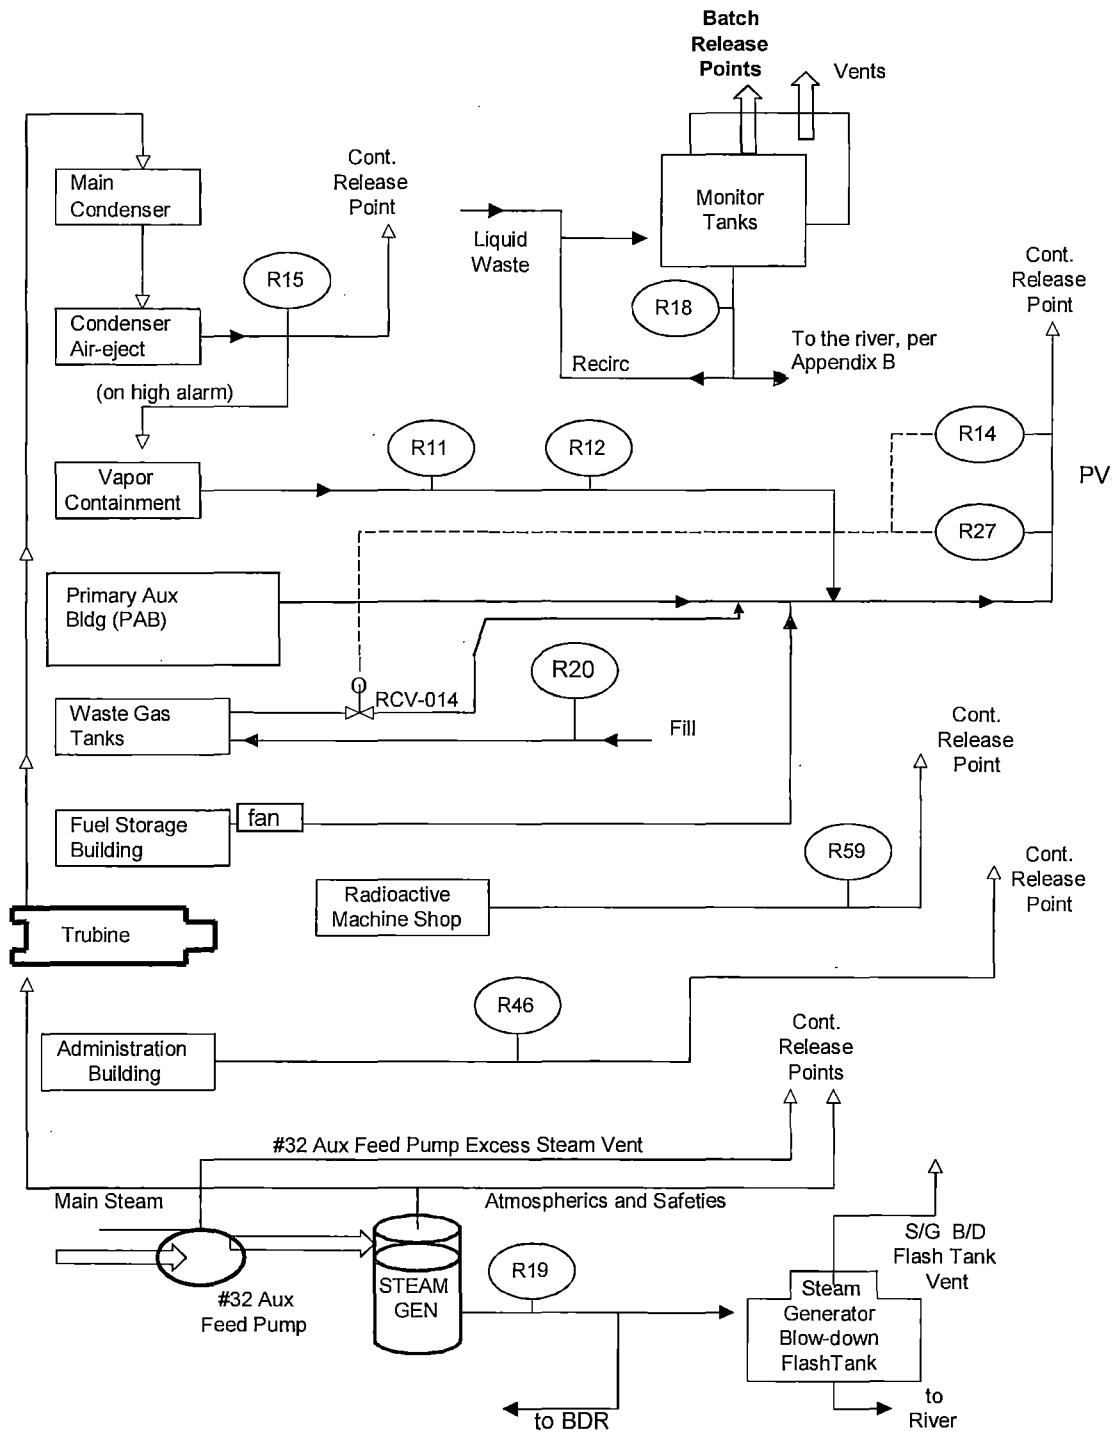 Batch
Release
Points
Vents
Cont.
Release
Point
Main
Condenser
Monitor
Tanks
Liquid
Waste
Cont.
Release
Point
R15
R18
Condenser
Air-eject
To the river, per
Appendix B
Recirc
(on high alarm)
R11
R12
R14
PV
Vapor
Containment
R27
Primary Aux
Bldg (PAB)
R20
RCV-014
Waste Gas
Tanks
Fill
Cont.
Release
Point
fan
Fuel Storage
Building
R59
Cont.
Release
Point
Radioactive
Machine Shop
Trubine
R46
Cont.
Release
Points
Administration
Building
#32 Aux Feed Pump Excess Steam Vent
Main Steam
Atmospherics and Safeties
S/G B/D
Flash Tank
Vent
R19
STEAM
GEN
#32 Aux
Feed Pump
Steam
Generator
Blow-down
FlashTank
to BDR
to
River